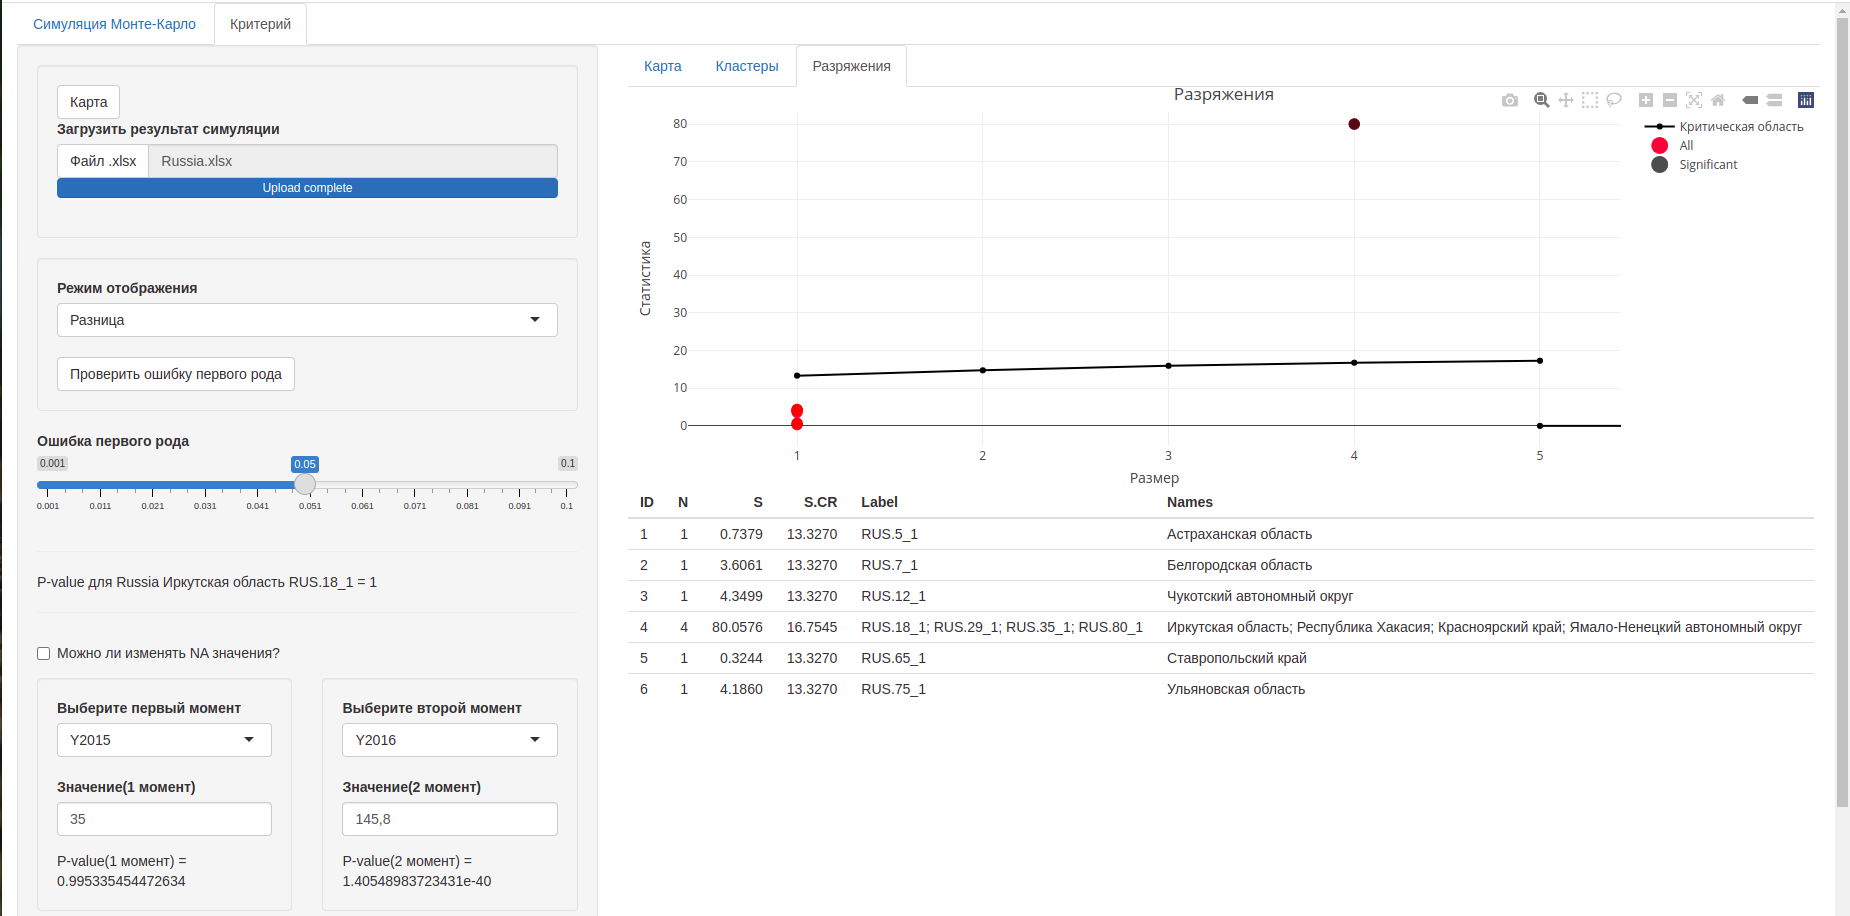 Симуляция Монте-Карло Критерий
Карта
Загрузить результат симуляции
Файл .xlsx Russia.xlsx
Upload complete
Режим отображения
Разница
Проверить ошибку первого рода
Ошибка первого рода
0.001 0.05 0.1
0.001 0.011 0.021 0.031 0.041 0.051 0.061 0.071 0.081 0.091 0.1
P-value для Russia Иркутская область RUS.18_1 = 1
Можно ли изменять NA значения?
Выберите первый момент
Y2015
Значение(1 момент)
35
P-value(1 момент) =
0.995335454472634
Выберите второй момент
Y2016
Значение(2 момент)
145,8
P-value(2 момент) =
1.40548983723431e-40
Карта Кластеры Разряжения
Разряжения
Критическая область
All
Significant
Статистика
80
70
60
50
40
30
20
10
0
1 2 3 4 5
Размер
ID N S S.CR Label Names
1 1 0.7379 13.3270 RUS.5_1 Астраханская область
2 1 3.6061 13.3270 RUS.7_1 Белгородская область
3 1 4.3499 13.3270 RUS.12_1 Чукотский автономный округ
4 4 80.0576 16.7545 RUS.18_1; RUS.29_1; RUS.35_1; RUS.80_1 Иркутская область; Республика Хакасия; Красноярский край; Ямало-Ненецкий автономный округ
5 1 0.3244 13.3270 RUS.65_1 Ставропольский край
6 1 4.1860 13.3270 RUS.75_1 Ульяновская область